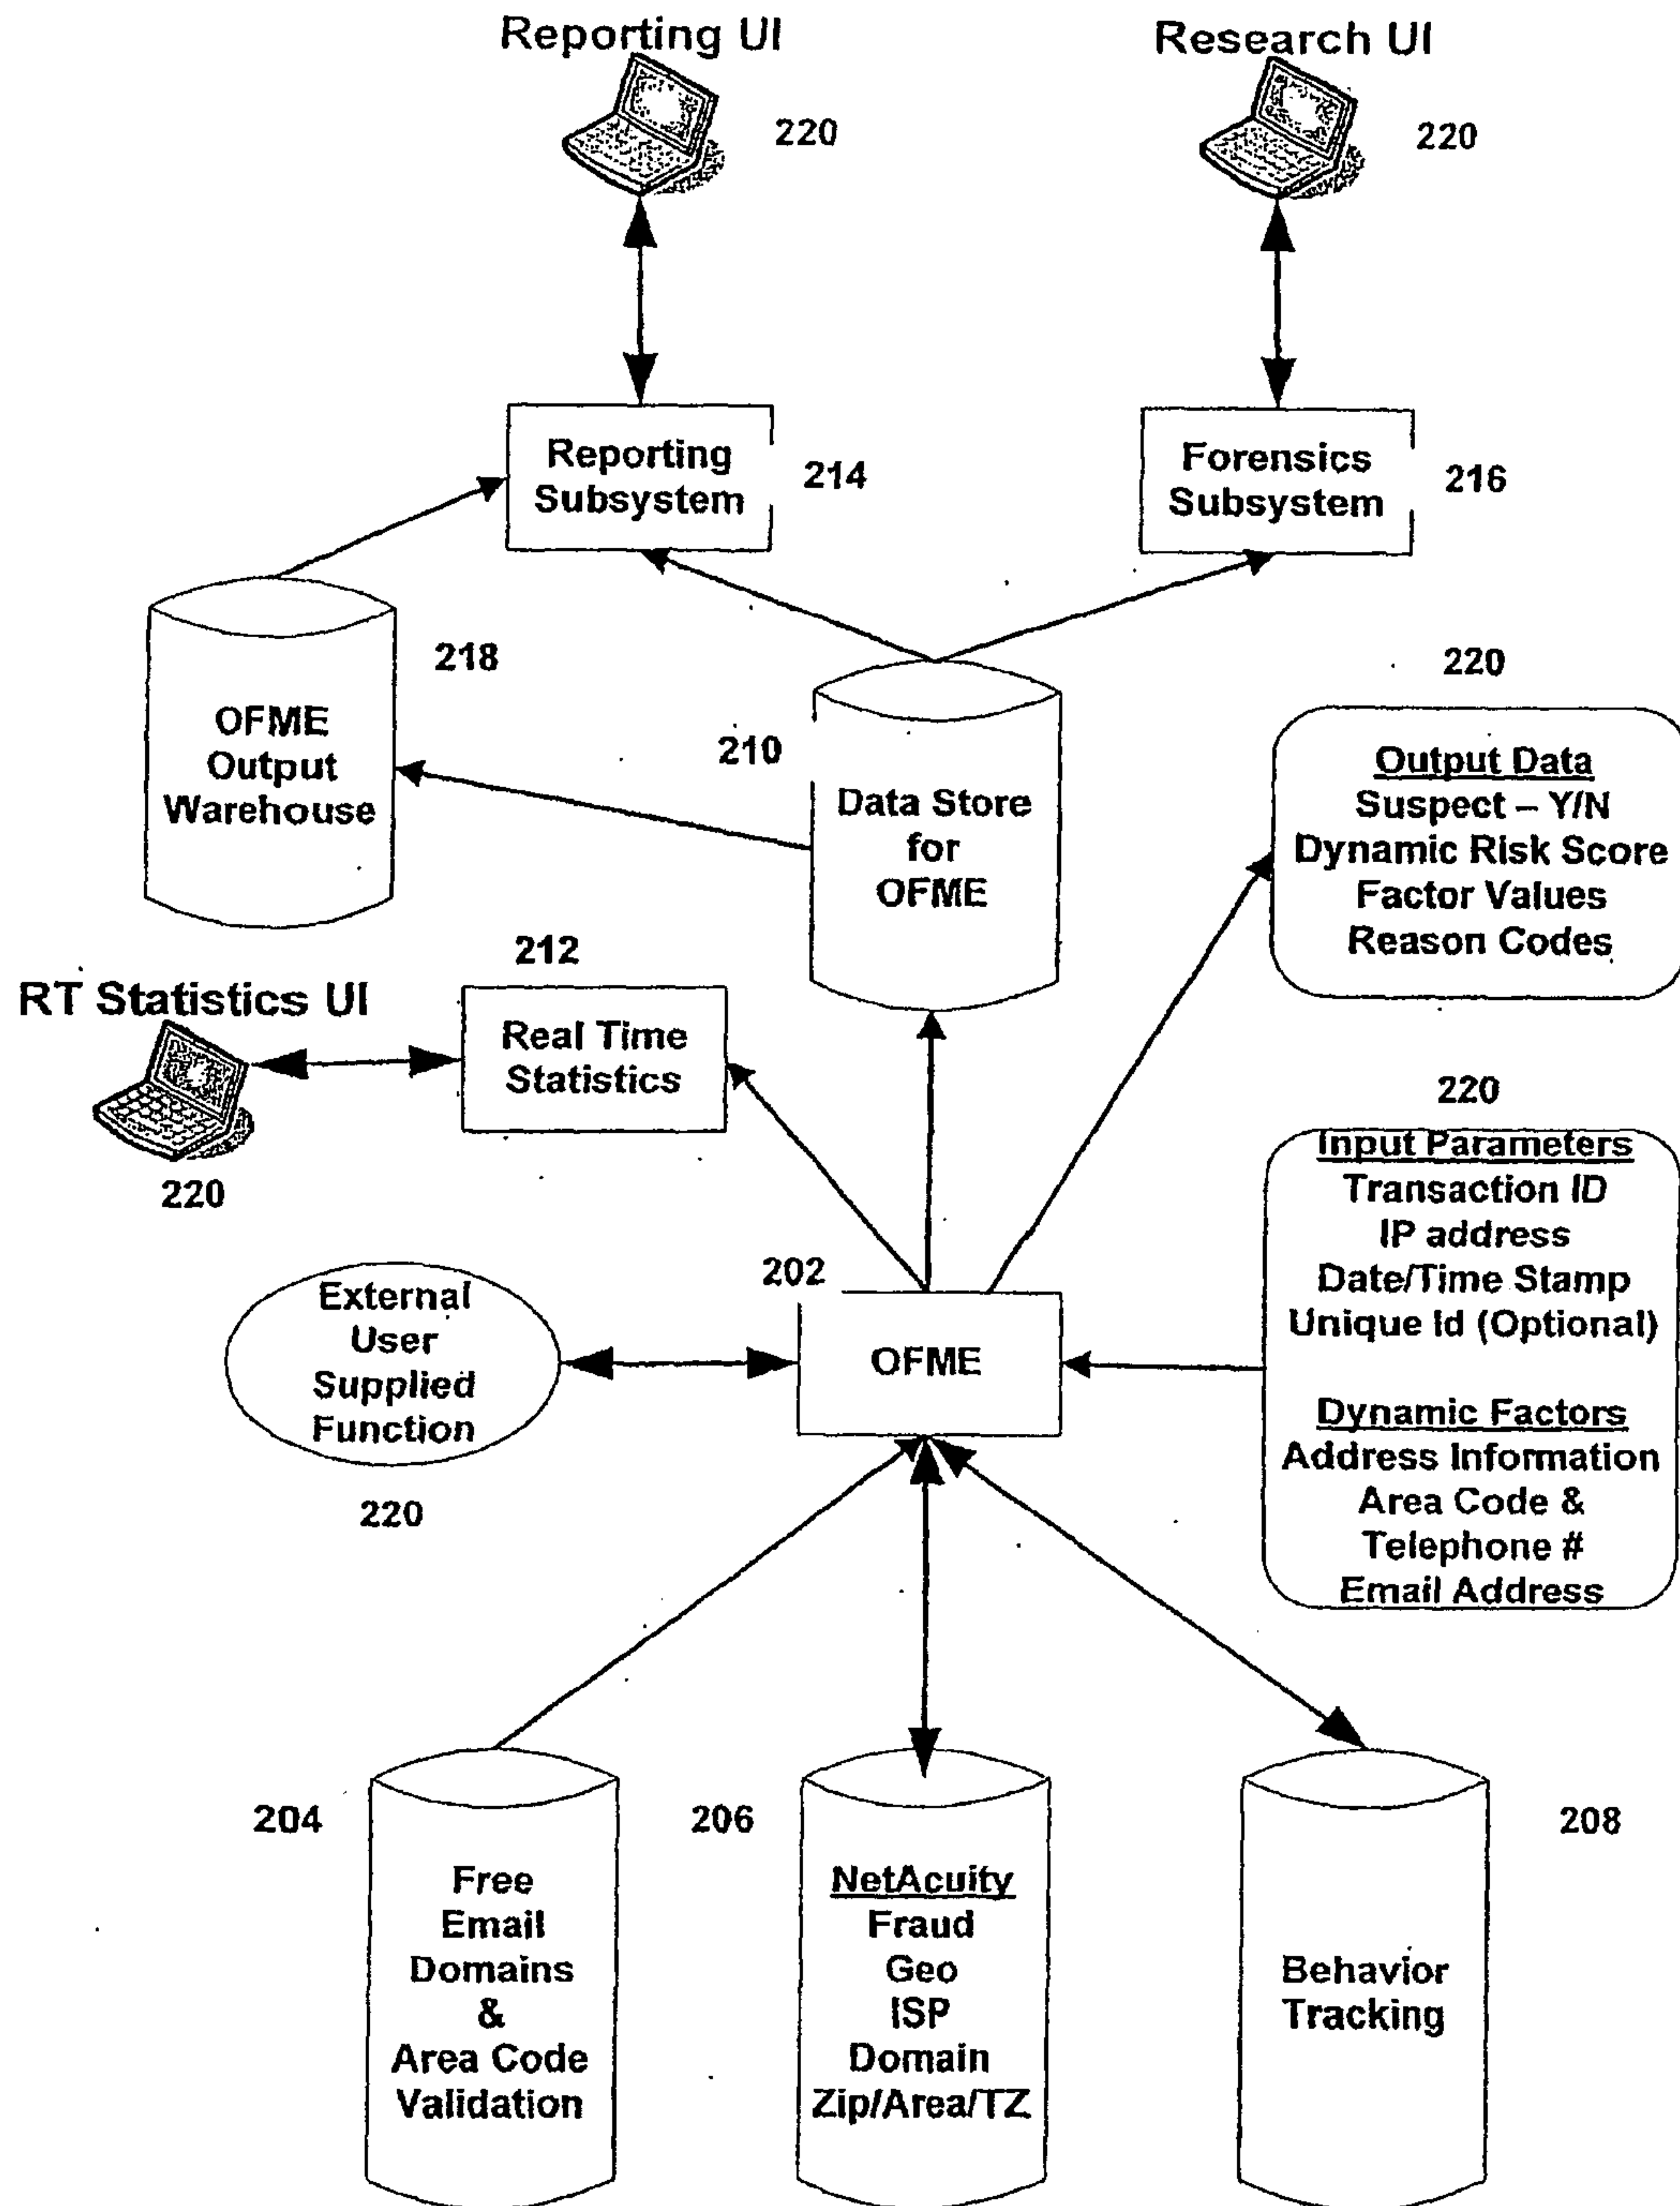 Reporting UI
Research UI
220
220
Reporting
Subsystem
214
Forensics
Subsystem
216
218
OFME
Output
Warehouse
210
Data Store
for
OFME
220
Output Data
Suspect – Y/N
Dynamic Risk Score
Factor Values
Reason Codes
212
RT Statistics UI
Real Time
Statistics
220
220
Input Parameters
Transaction ID
IP address
Date/Time Stamp
Unique Id (Optional)
Dynamic Factors
Address Information
Area Code &
Telephone #
Email Address
202
OFME
External
User
Supplied
Function
220
204
Free
Email
Domains
&
Area Code
Validation
206
NetAcuity
Fraud
Geo
ISP
Domain
Zip/Area/TZ
208
Behavior
Tracking